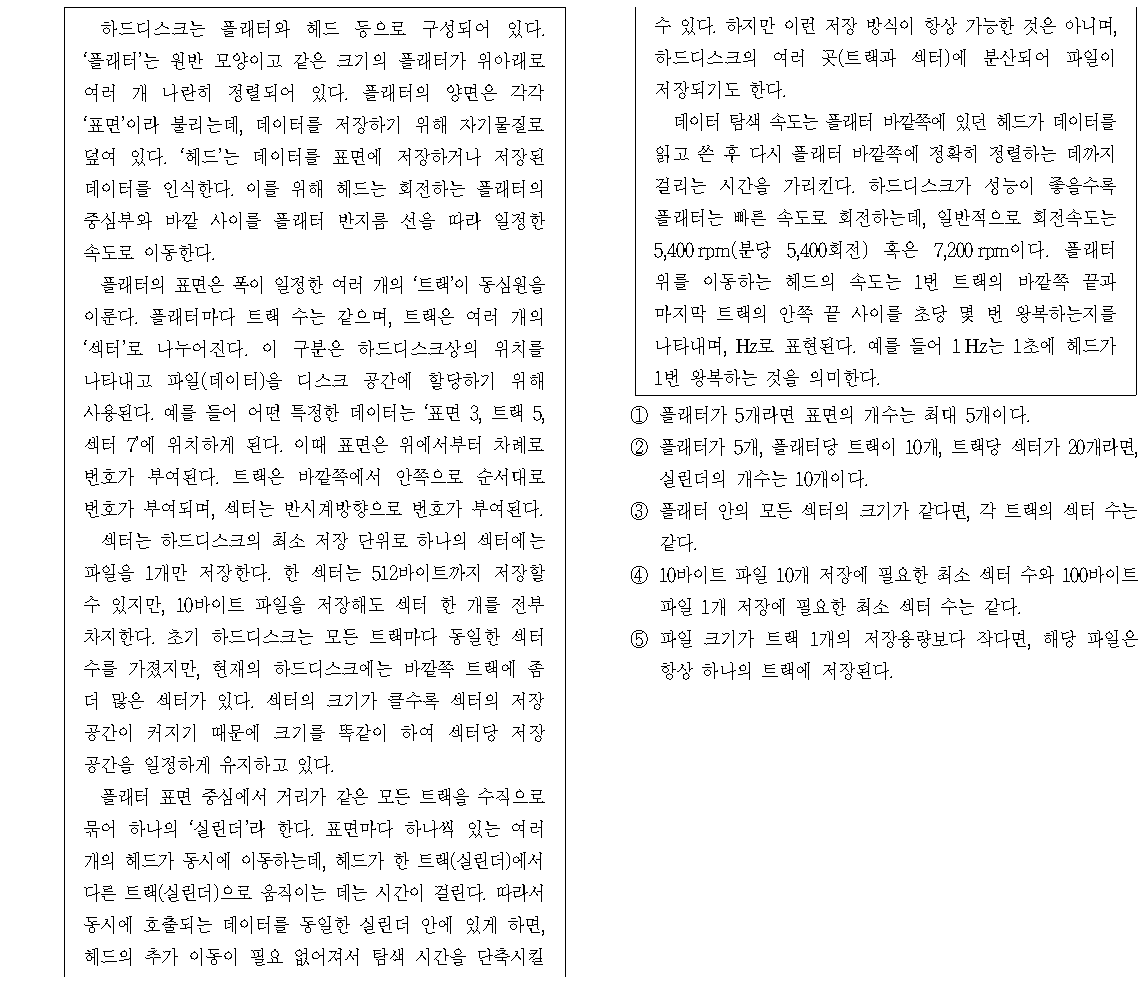 하드디스크는 플래터와 헤드 등으로 구성되어 있다.
‘플래터’는 원반 모양이고 같은 크기의 플래터가 위아래로
여러 개 나란히 정렬되어 있다. 플래터의 양면은 각각
‘표면’이라 불리는데, 데이터를 저장하기 위해 자기물질로
덮여 있다. ‘헤드’는 데이터를 표면에 저장하거나 저장된
데이터를 인식한다. 이를 위해 헤드는 회전하는 플래터의
중심부와 바깥 사이를 플래터 반지름 선을 따라 일정한
속도로 이동한다.
플래터의 표면은 폭이 일정한 여러 개의 ‘트랙’이 동심원을
이룬다. 플래터마다 트랙 수는 같으며, 트랙은 여러 개의
‘섹터’로 나누어진다. 이 구분은 하드디스크상의 위치를
나타내고 파일(데이터)을 디스크 공간에 할당하기 위해
사용된다. 예를 들어 어떤 특정한 데이터는 ‘표면 3, 트랙 5,
섹터 7’에 위치하게 된다. 이때 표면은 위에서부터 차례로
번호가 부여된다. 트랙은 바깥쪽에서 안쪽으로 순서대로
번호가 부여되며, 섹터는 반시계방향으로 번호가 부여된다.
섹터는 하드디스크의 최소 저장 단위로 하나의 섹터에는
파일을 1개만 저장한다. 한 섹터는 512바이트까지 저장할
수 있지만, 10바이트 파일을 저장해도 섹터 한 개를 전부
차지한다. 초기 하드디스크는 모든 트랙마다 동일한 섹터
수를 가졌지만, 현재의 하드디스크에는 바깥쪽 트랙에 좀
더 많은 섹터가 있다. 섹터의 크기가 클수록 섹터의 저장
공간이 커지기 때문에 크기를 똑같이 하여 섹터당 저장
공간을 일정하게 유지하고 있다.
플래터 표면 중심에서 거리가 같은 모든 트랙을 수직으로
묶어 하나의 ‘실린더’라 한다. 표면마다 하나씩 있는 여러
개의 헤드가 동시에 이동하는데, 헤드가 한 트랙(실린더)에서
다른 트랙(실린더)으로 움직이는 데는 시간이 걸린다. 따라서
동시에 호출되는 데이터를 동일한 실린더 안에 있게 하면,
헤드의 추가 이동이 필요 없어져서 탐색 시간을 단축시킬
수 있다. 하지만 이런 저장 방식이 항상 가능한 것은 아니며,
하드디스크의 여러 곳(트랙과 섹터)에 분산되어 파일이
저장되기도 한다.
데이터 탐색 속도는 플래터 바깥쪽에 있던 헤드가 데이터를
읽고 쓴 후 다시 플래터 바깥쪽에 정확히 정렬하는 데까지
걸리는 시간을 가리킨다. 하드디스크가 성능이 좋을수록
플래터는 빠른 속도로 회전하는데, 일반적으로 회전속도는
5,400 rpm(분당 5,400회전) 혹은 7,200 rpm이다. 플래터
위를 이동하는 헤드의 속도는 1번 트랙의 바깥쪽 끝과
마지막 트랙의 안쪽 끝 사이를 초당 몇 번 왕복하는지를
나타내며, Hz로 표현된다. 예를 들어 1 Hz는 1초에 헤드가
1번 왕복하는 것을 의미한다.
① 플래터가 5개라면 표면의 개수는 최대 5개이다.
② 플래터가 5개, 플래터당 트랙이 10개, 트랙당 섹터가 20개라면,
실린더의 개수는 10개이다.
③ 플래터 안의 모든 섹터의 크기가 같다면, 각 트랙의 섹터 수는
같다.
④ 10바이트 파일 10개 저장에 필요한 최소 섹터 수와 100바이트
파일 1개 저장에 필요한 최소 섹터 수는 같다.
⑤ 파일 크기가 트랙 1개의 저장용량보다 작다면, 해당 파일은
항상 하나의 트랙에 저장된다.